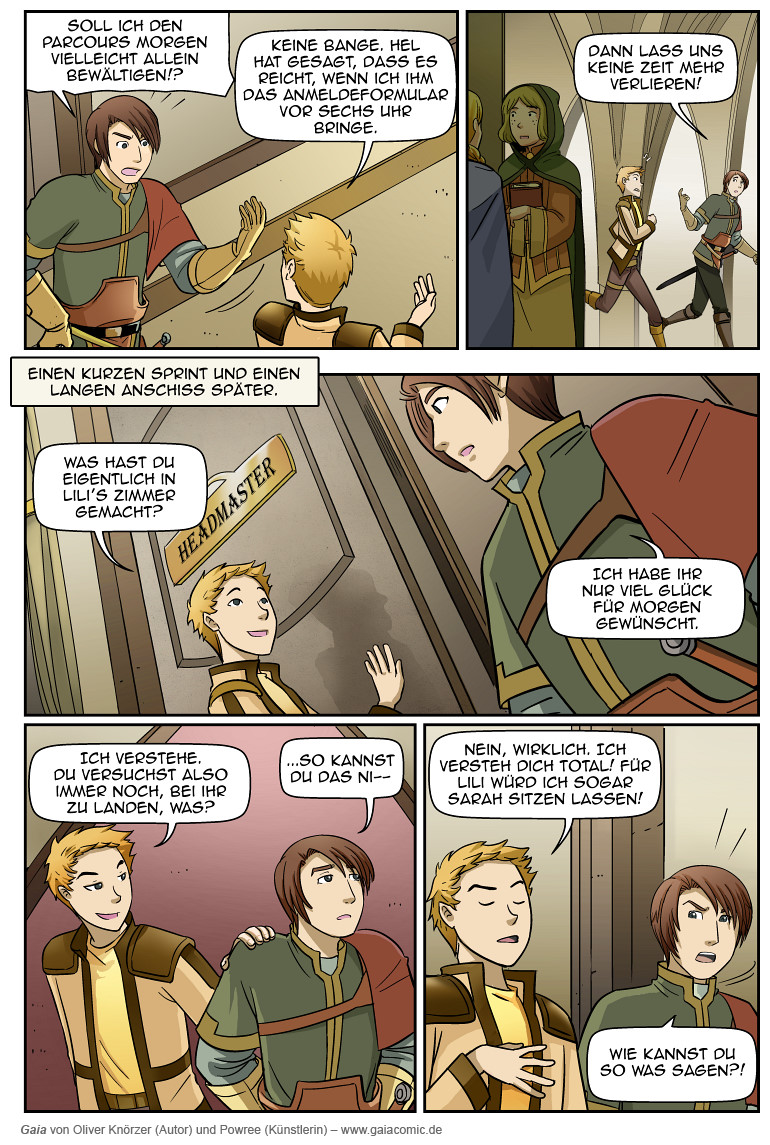 SOLL ICH DEN
PARCOURS MORGEN
VIELLEICHT ALLEIN
BEWÄLTIGEN!?
KEINE BANGE. HEL
HAT GESAGT, DASS ES
REICHT, WENN ICH IHM
DAS ANMELDEFORMULAR
VOR SECHS UHR
BRINGE.
DANN LASS UNS
KEINE ZEIT MEHR
VERLIEREN!
EINEN KURZEN SPRINT UND EINEN
LANGEN ANSCHISS SPÄTER.
WAS HAST DU
EIGENTLICH IN
LILI'S ZIMMER
GEMACHT?
HEADMASTER
ICH HABE IHR
NUR VIEL GLÜCK
FÜR MORGEN
GEWÜNSCHT.
ICH VERSTEHE.
DU VERSUCHST ALSO
IMMER NOCH, BEI IHR
ZU LANDEN, WAS?
...SO KANNST
DU DAS NI--
NEIN, WIRKLICH. ICH
VERSTEH DICH TOTAL! FÜR
LILI WÜRD ICH SOGAR
SARAH SITZEN LASSEN!
WIE KANNST DU
SO WAS SAGEN?!
Gaia von Oliver Knörzer (Autor) und Powree (Künstlerin) – www.gaiacomic.de